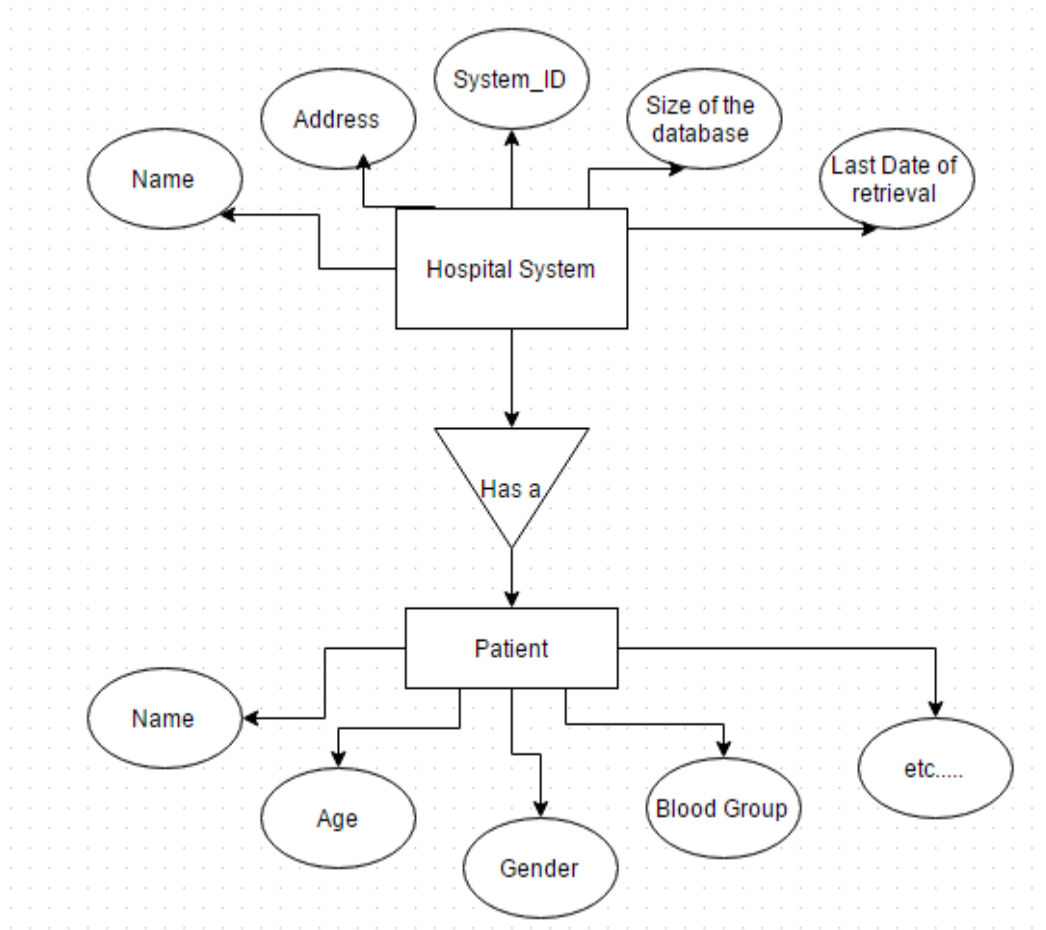 System_ID
Address
Size of the
database
Name
Last Date of
retrieval
Hospital System
Has a
Patient
Name
Age
Gender
Blood Group
etc.....